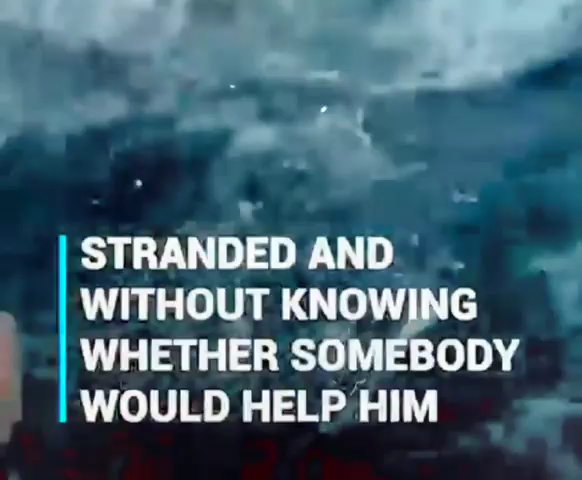 STRANDED AND
WITHOUT KNOWING
WHETHER SOMEBODY
WOULD HELP HIM